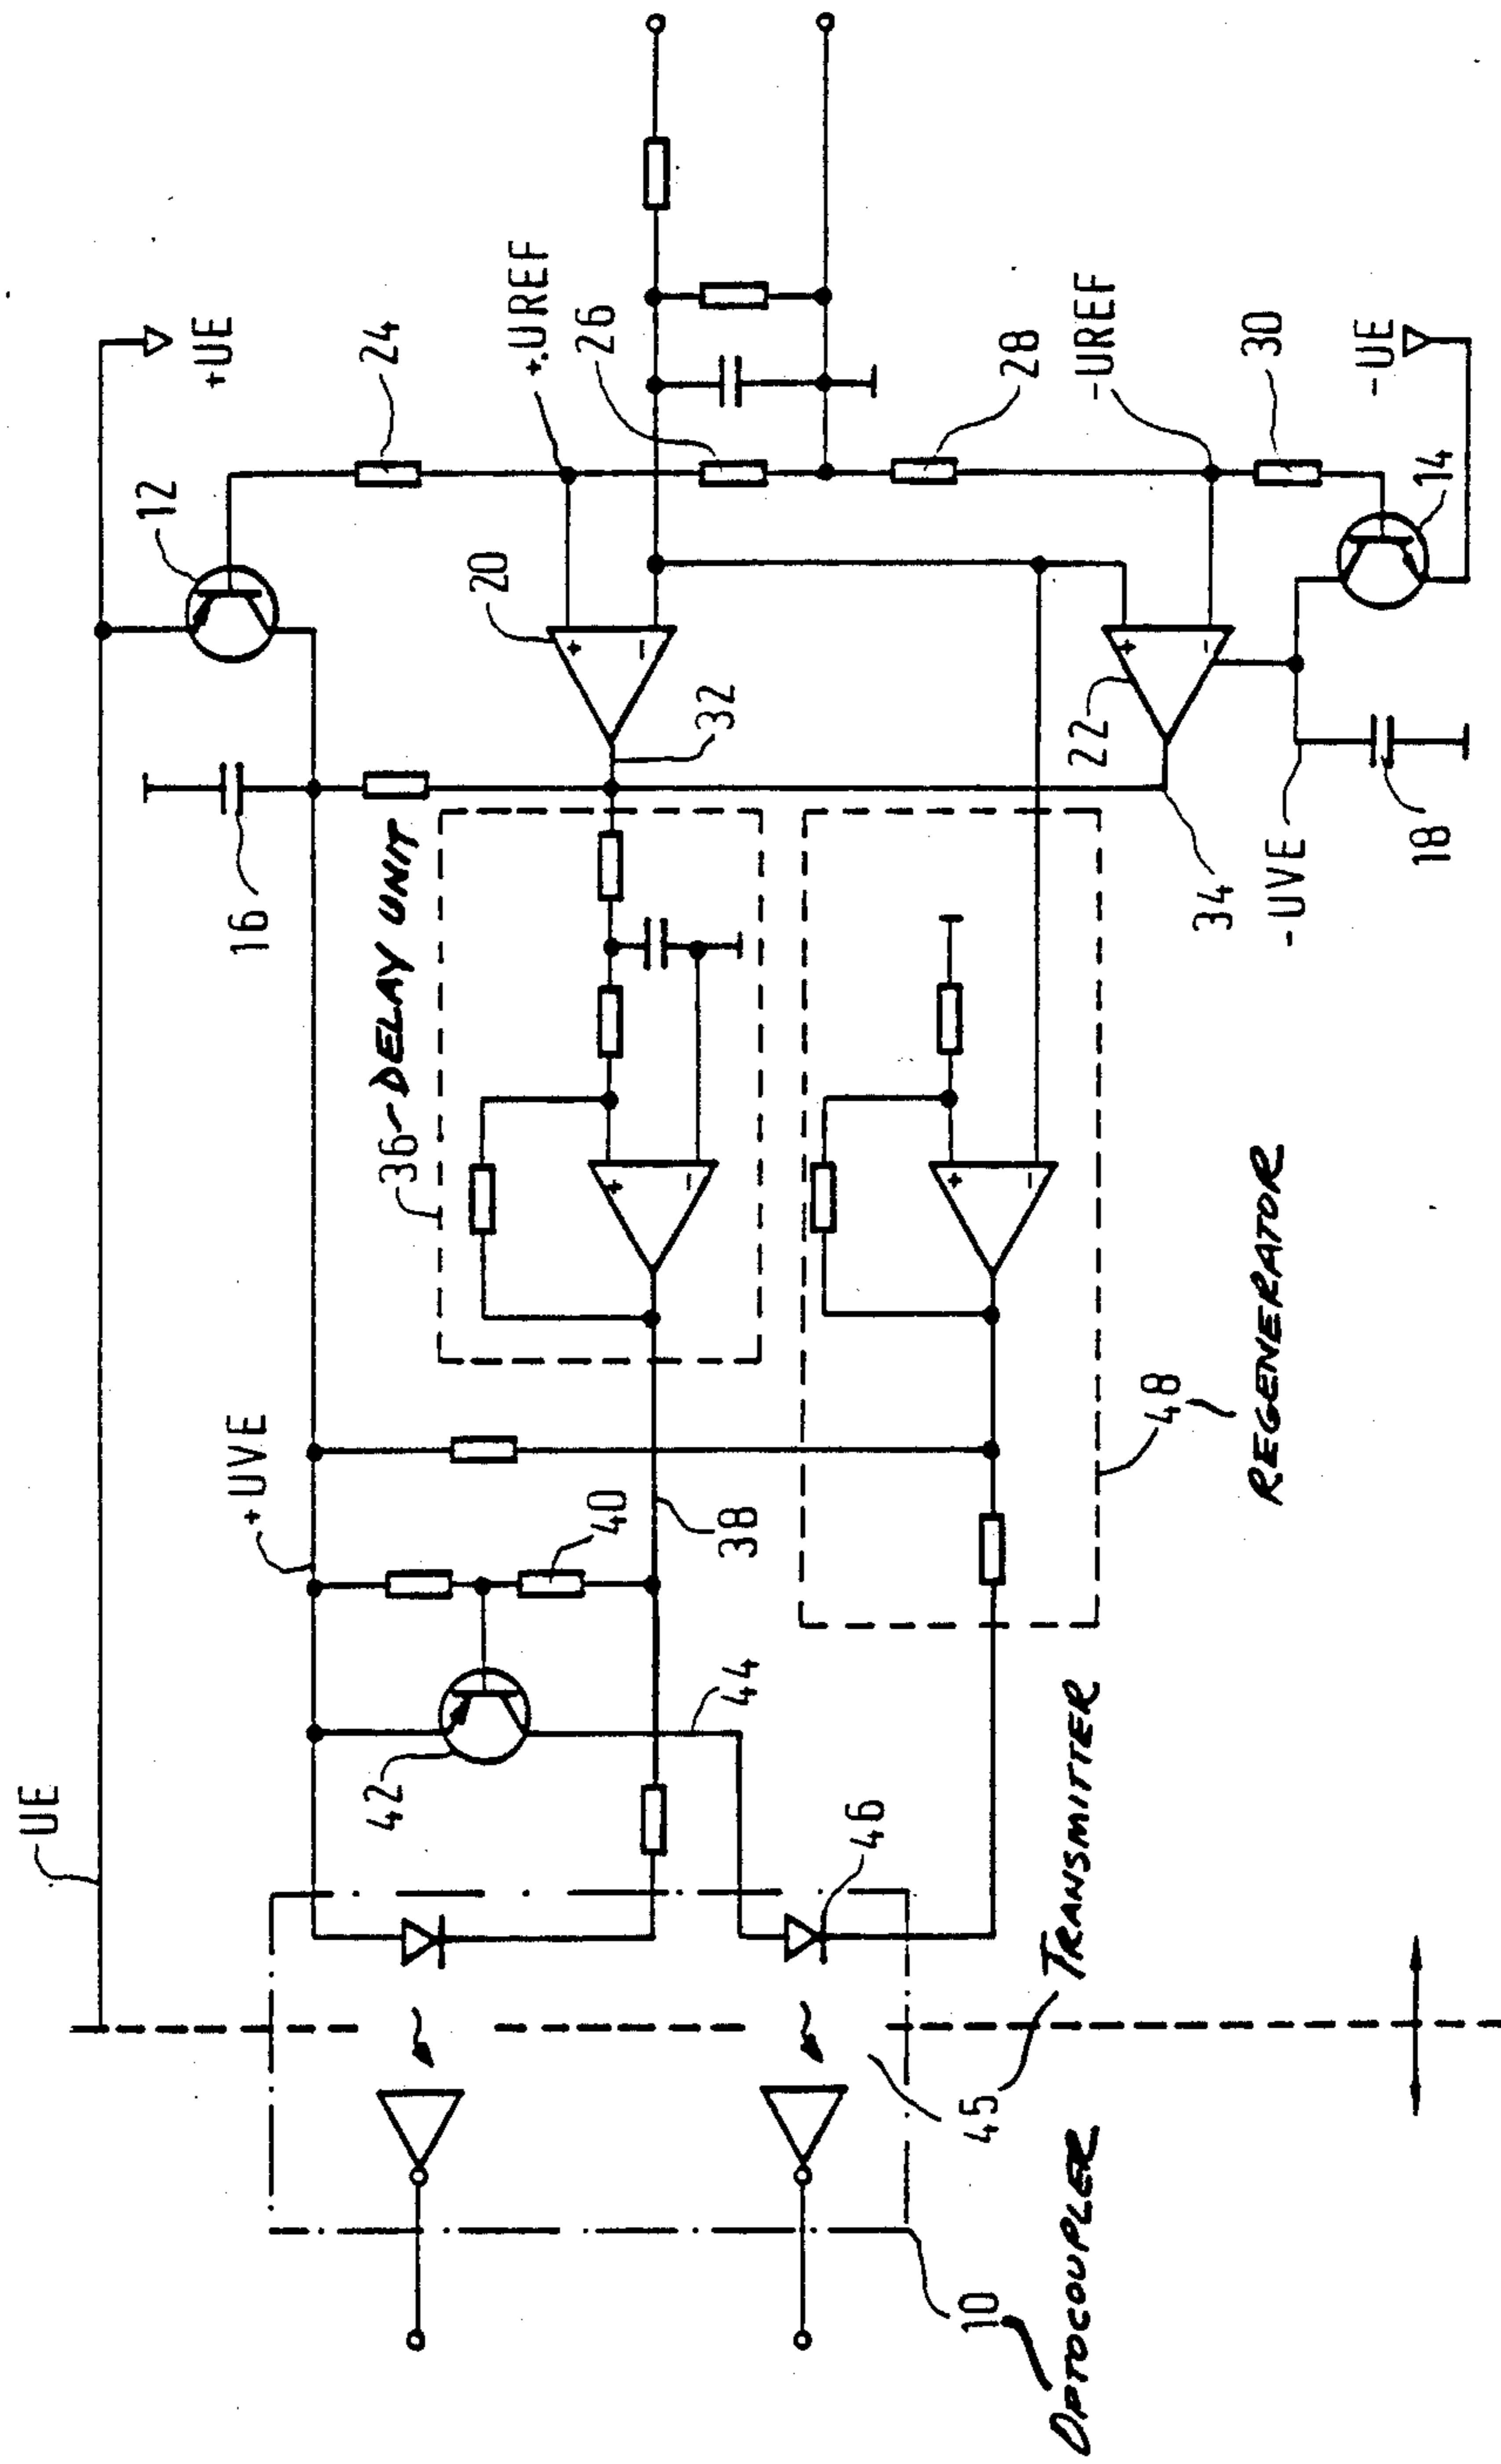 UE
+UE
12
24
+UREF
26
28
-UREF
30
-UE
14
20
+
-
32
22
+
-
16
18
-UVE
34
36
DELAY UNIT
+
-
+
-
48
REGENERATOR
+UVE
40
38
42
44
46
45
TRANSMITTER
10
OPTOCOUPLER